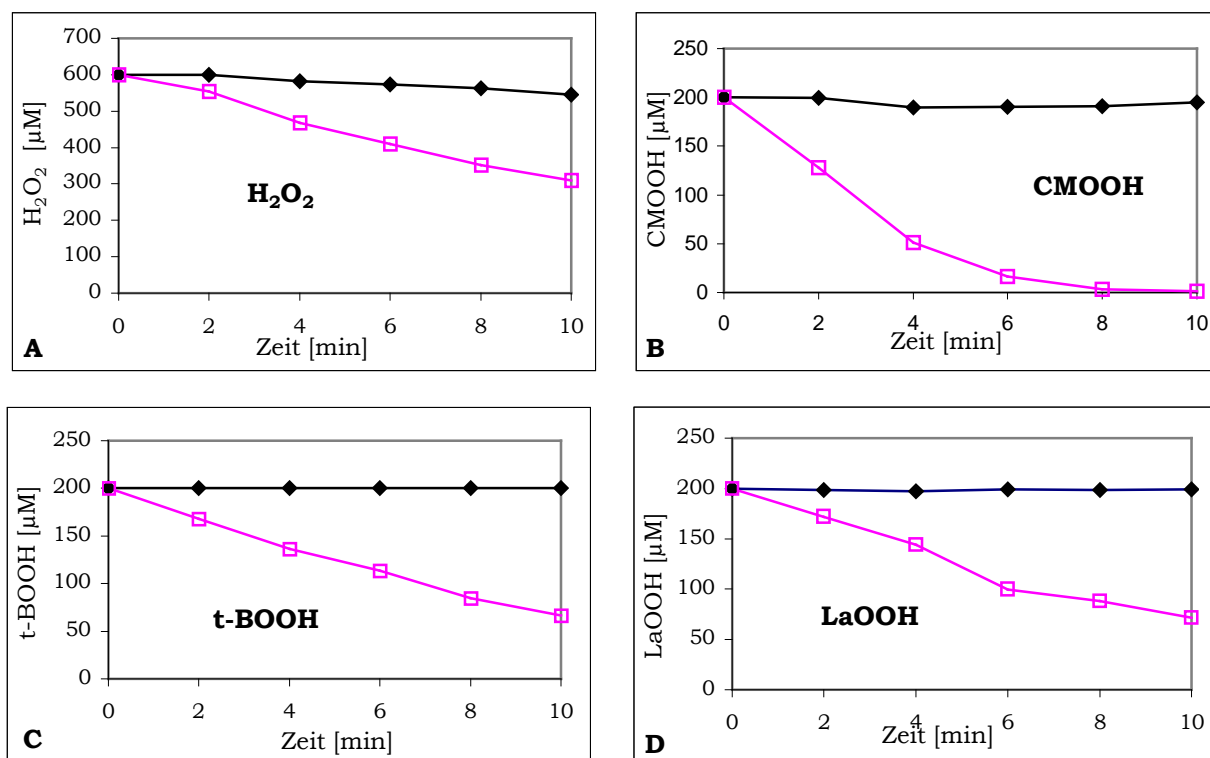 700
600
500
400
300
200
100
0
H₂O₂ [µM]
H₂O₂
0 2 4 6 8 10
Zeit [min]
A
250
200
150
100
50
0
CMOOH [µM]
CMOOH
0 2 4 6 8 10
Zeit [min]
B
250
200
150
100
50
0
t-BOOH [µM]
t-BOOH
0 2 4 6 8 10
Zeit [min]
C
250
200
150
100
50
0
LaOOH [µM]
LaOOH
0 2 4 6 8 10
Zeit [min]
D